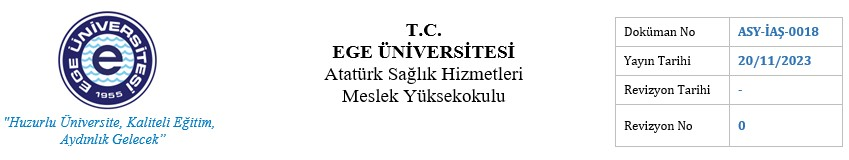 EGE ÜNİVERSİTESİ
e
1955
"Huzurlu Üniversite, Kaliteli Eğitim,
Aydınlık Gelecek”
T.C.
EGE ÜNİVERSİTESİ
Atatürk Sağlık Hizmetleri
Meslek Yüksekokulu
Doküman No ASY-İAŞ-0018
Yayın Tarihi 20/11/2023
Revizyon Tarihi -
Revizyon No 0